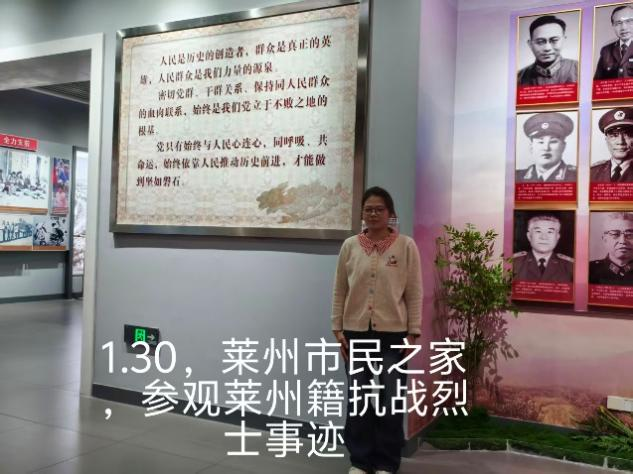 人民是历史的创造者，群众是真正的英
雄，人民群众是我们力量的源泉。
密切党群、干群关系、保持同人民群众
的血肉联系，始终是我们党立于不败之地的
根基。
党只有始终与人民心连心，同呼吸、共
命运，始终依靠人民推动历史前进，才能做
到坚如磐石。
全力支前
1.30，莱州市民之家
，参观莱州籍抗战烈
士事迹